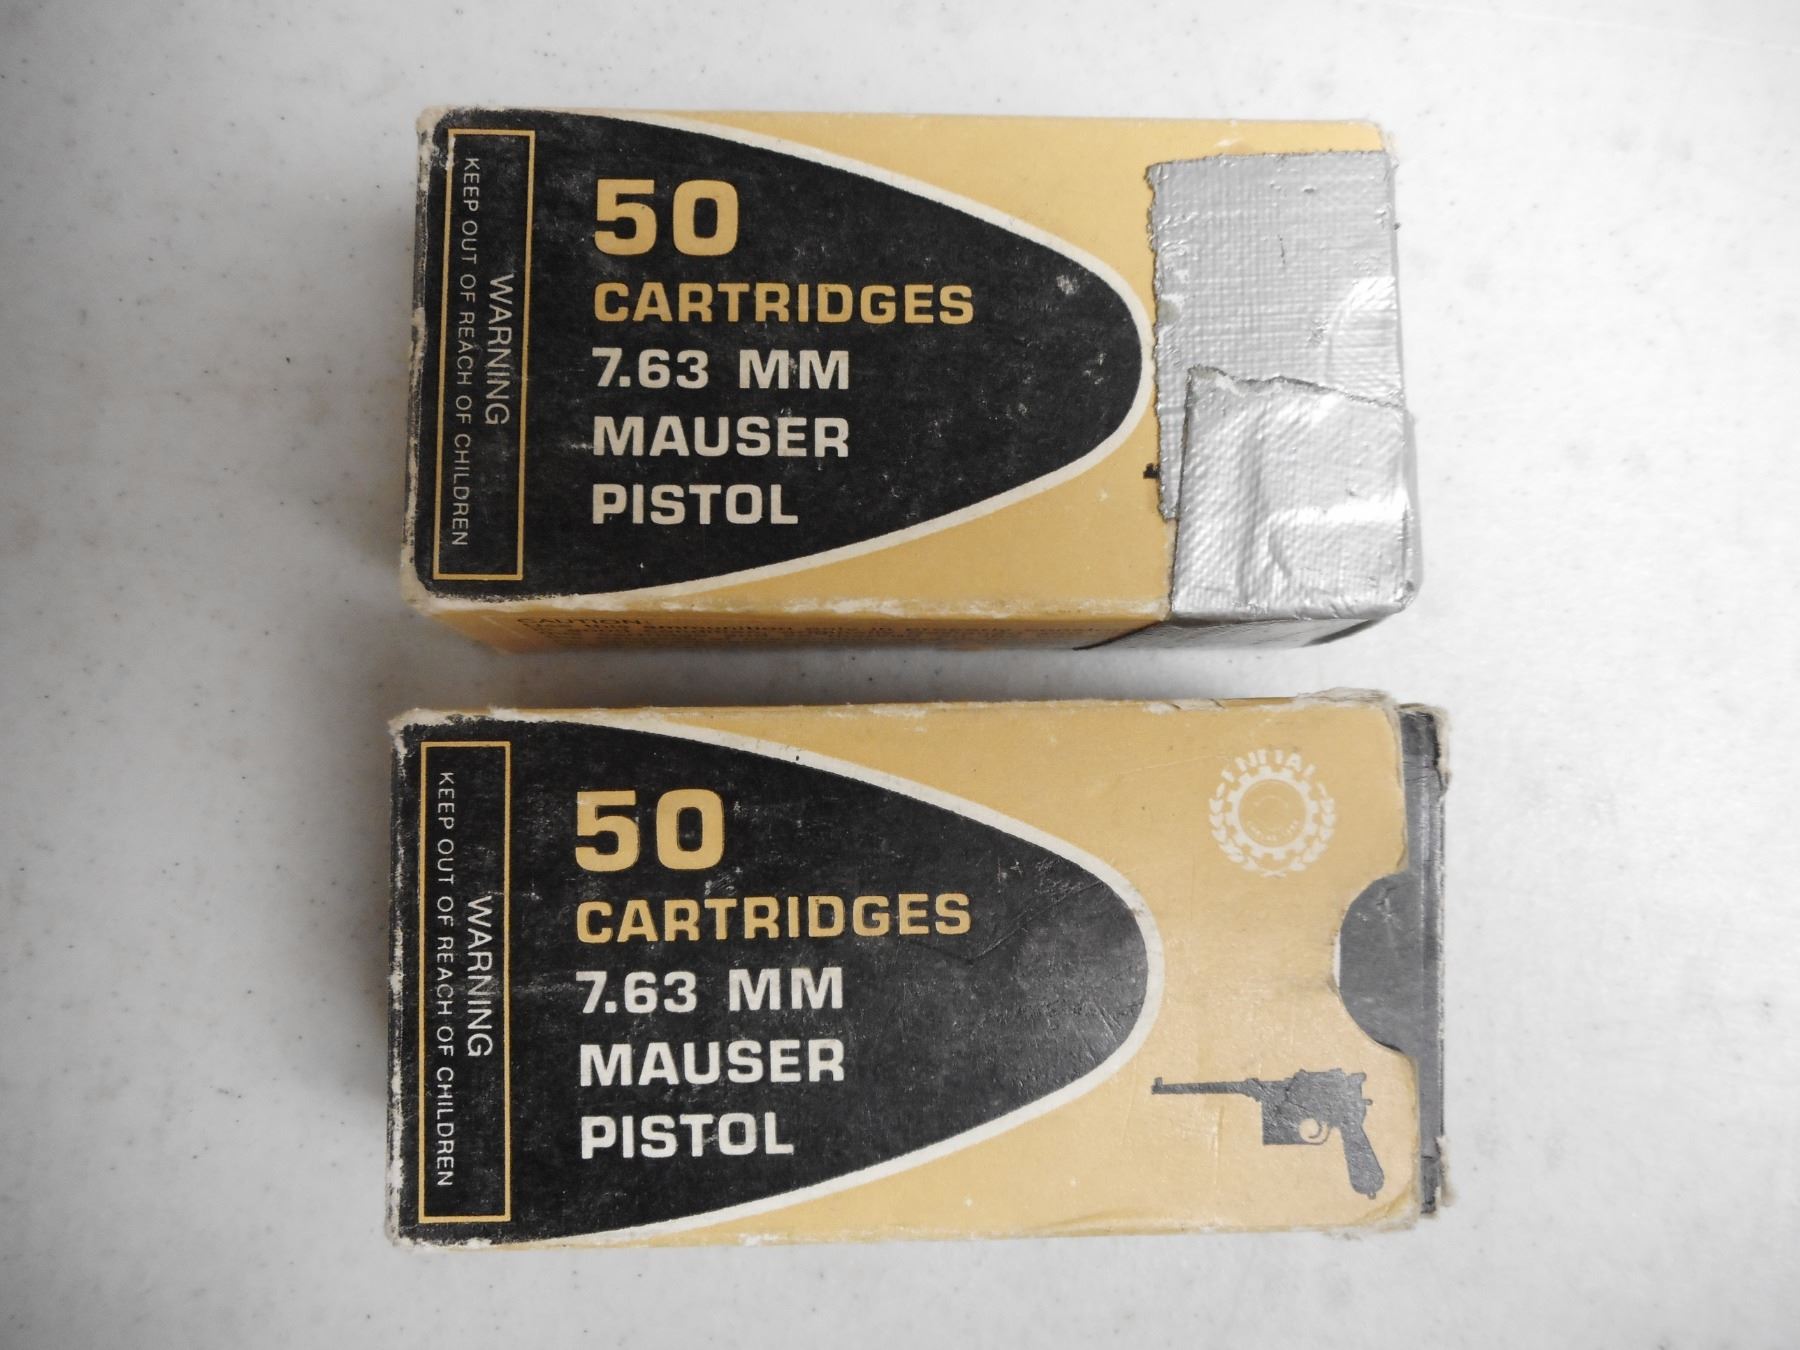 WARNING
KEEP OUT OF REACH OF CHILDREN
50
CARTRIDGES
7.63 MM
MAUSER
PISTOL
CAUTION:
WARNING
KEEP OUT OF REACH OF CHILDREN
50
CARTRIDGES
7.63 MM
MAUSER
PISTOL